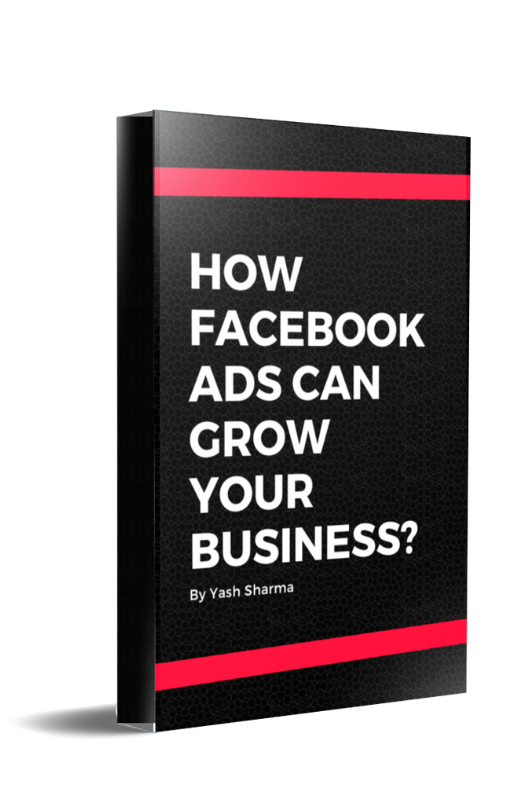 HOW
FACEBOOK
ADS CAN
GROW
YOUR
BUSINESS?
By Yash Sharma